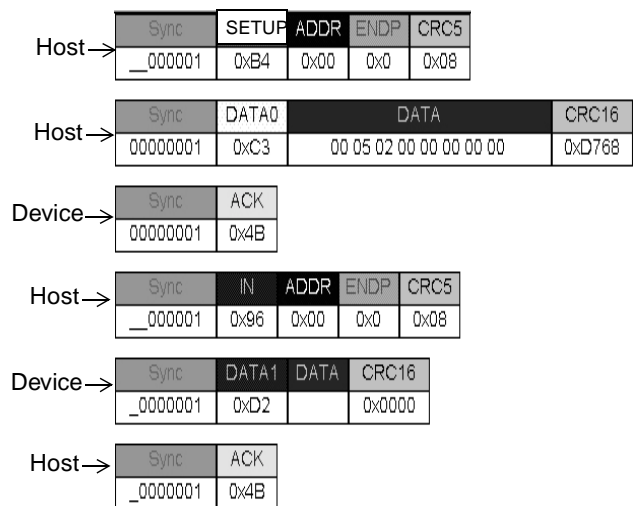 Sync SETUP ADDR ENDP CRC5
Host __000001 0xB4 0x00 0x0 0x08
Sync DATA0 DATA CRC16
Host 00000001 0xC3 00 05 02 00 00 00 00 00 0xD768
Sync ACK
Device 00000001 0x4B
Sync IN ADDR ENDP CRC5
Host __000001 0x96 0x00 0x0 0x08
Sync DATA1 DATA CRC16
Device _0000001 0xD2 0x0000
Sync ACK
Host _0000001 0x4B